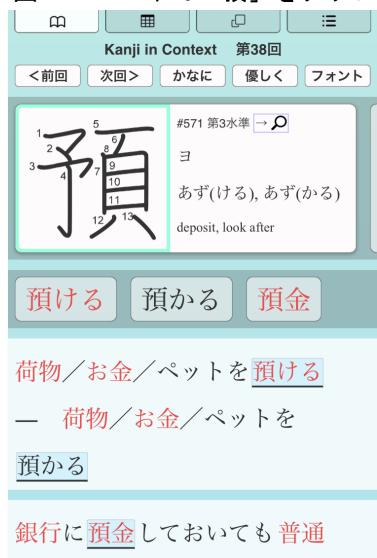 Kanji in Context 第38回
<前回 次回> かなに 優しく フォント
#571 第3水準 →
ヨ
あず(ける), あず(かる)
deposit, look after
預
1 2 3 4 5 6 7 8 9 10 11 12 13
預ける 預かる 預金
荷物／お金／ペットを預ける
— 荷物／お金／ペットを
預かる
銀行に預金しておいても普通